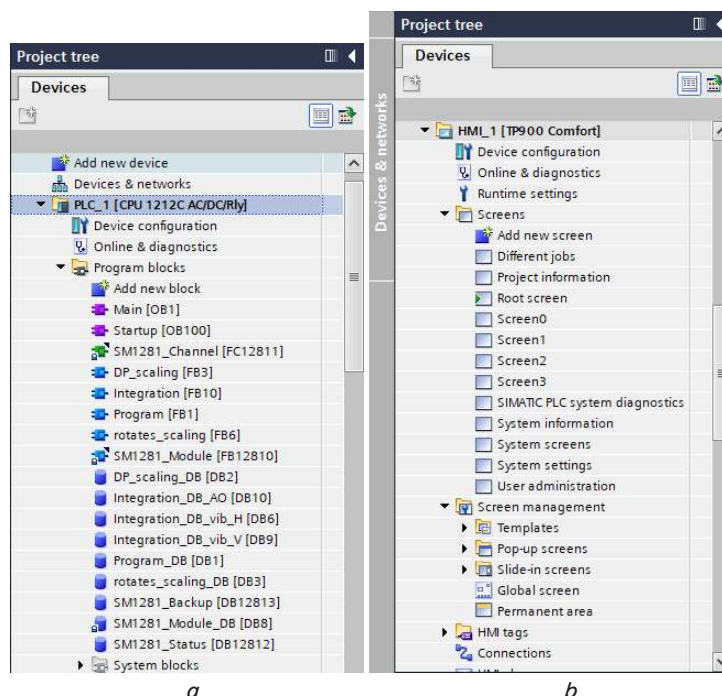 Project tree
Devices
Add new device
Devices & networks
PLC_1 [CPU 1212C AC/DC/Rly]
Device configuration
Online & diagnostics
Program blocks
Add new block
Main [OB1]
Startup [OB100]
SM1281_Channel [FC12811]
DP_scaling [FB3]
Integration [FB10]
Program [FB1]
rotates_scaling [FB6]
SM1281_Module [FB12810]
DP_scaling_DB [DB2]
Integration_DB_AO [DB10]
Integration_DB_vib_H [DB6]
Integration_DB_vib_V [DB9]
Program_DB [DB1]
rotates_scaling_DB [DB3]
SM1281_Backup [DB12813]
SM1281_Module_DB [DB8]
SM1281_Status [DB12812]
System blocks
a
Devices & networks
Project tree
Devices
HMI_1 [TP900 Comfort]
Device configuration
Online & diagnostics
Runtime settings
Screens
Add new screen
Different jobs
Project information
Root screen
Screen0
Screen1
Screen2
Screen3
SIMATIC PLC system diagnostics
System information
System screens
System settings
User administration
Screen management
Templates
Pop-up screens
Slide-in screens
Global screen
Permanent area
HMI tags
Connections
b